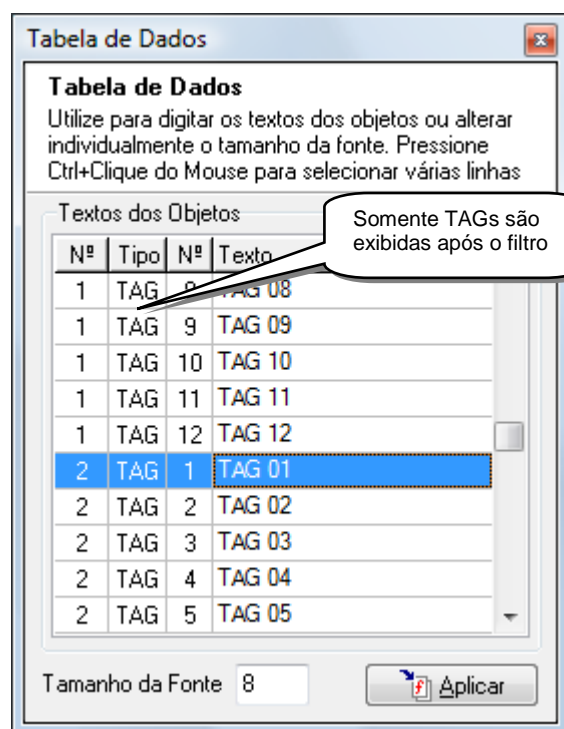 Tabela de Dados
Tabela de Dados
Utilize para digitar os textos dos objetos ou alterar
individualmente o tamanho da fonte. Pressione
Ctrl+Clique do Mouse para selecionar várias linhas
Textos dos Objetos
Somente TAGs são
exibidas após o filtro
Nº Tipo Nº Texto
1 TAG 8 TAG 08
1 TAG 9 TAG 09
1 TAG 10 TAG 10
1 TAG 11 TAG 11
1 TAG 12 TAG 12
2 TAG 1 TAG 01
2 TAG 2 TAG 02
2 TAG 3 TAG 03
2 TAG 4 TAG 04
2 TAG 5 TAG 05
Tamanho da Fonte 8 Aplicar